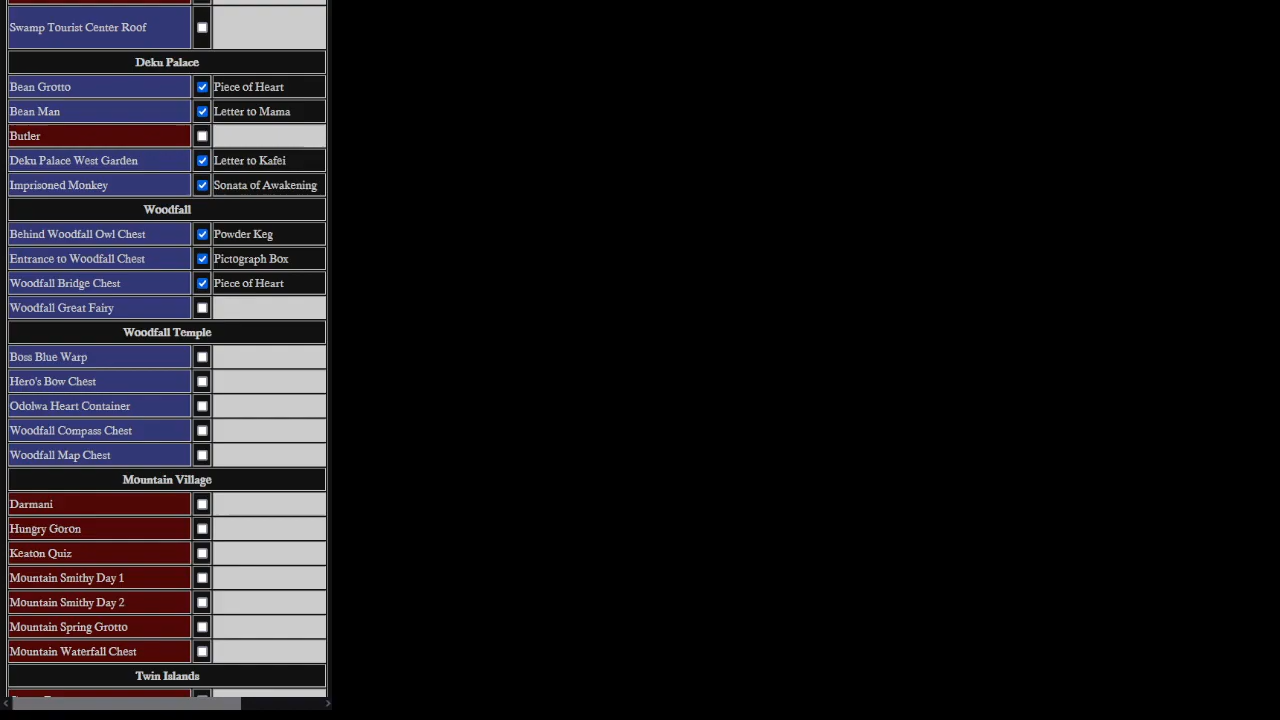 Swamp Tourist Center Roof
Deku Palace
Bean Grotto Piece of Heart
Bean Man Letter to Mama
Butler
Deku Palace West Garden Letter to Kafei
Imprisoned Monkey Sonata of Awakening
Woodfall
Behind Woodfall Owl Chest Powder Keg
Entrance to Woodfall Chest Pictograph Box
Woodfall Bridge Chest Piece of Heart
Woodfall Great Fairy
Woodfall Temple
Boss Blue Warp
Hero's Bow Chest
Odolwa Heart Container
Woodfall Compass Chest
Woodfall Map Chest
Mountain Village
Darmani
Hungry Goron
Keaton Quiz
Mountain Smithy Day 1
Mountain Smithy Day 2
Mountain Spring Grotto
Mountain Waterfall Chest
Twin Islands